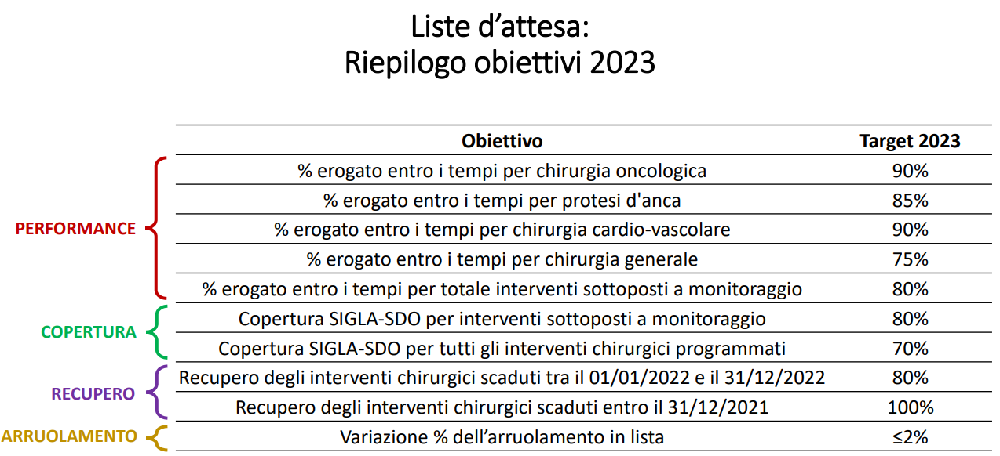 Liste d’attesa:
Riepilogo obiettivi 2023
Obiettivo Target 2023
PERFORMANCE
% erogato entro i tempi per chirurgia oncologica 90%
% erogato entro i tempi per protesi d'anca 85%
% erogato entro i tempi per chirurgia cardio-vascolare 90%
% erogato entro i tempi per chirurgia generale 75%
% erogato entro i tempi per totale interventi sottoposti a monitoraggio 80%
COPERTURA
Copertura SIGLA-SDO per interventi sottoposti a monitoraggio 80%
Copertura SIGLA-SDO per tutti gli interventi chirurgici programmati 70%
RECUPERO
Recupero degli interventi chirurgici scaduti tra il 01/01/2022 e il 31/12/2022 80%
Recupero degli interventi chirurgici scaduti entro il 31/12/2021 100%
ARRUOLAMENTO
Variazione % dell’arruolamento in lista ≤2%